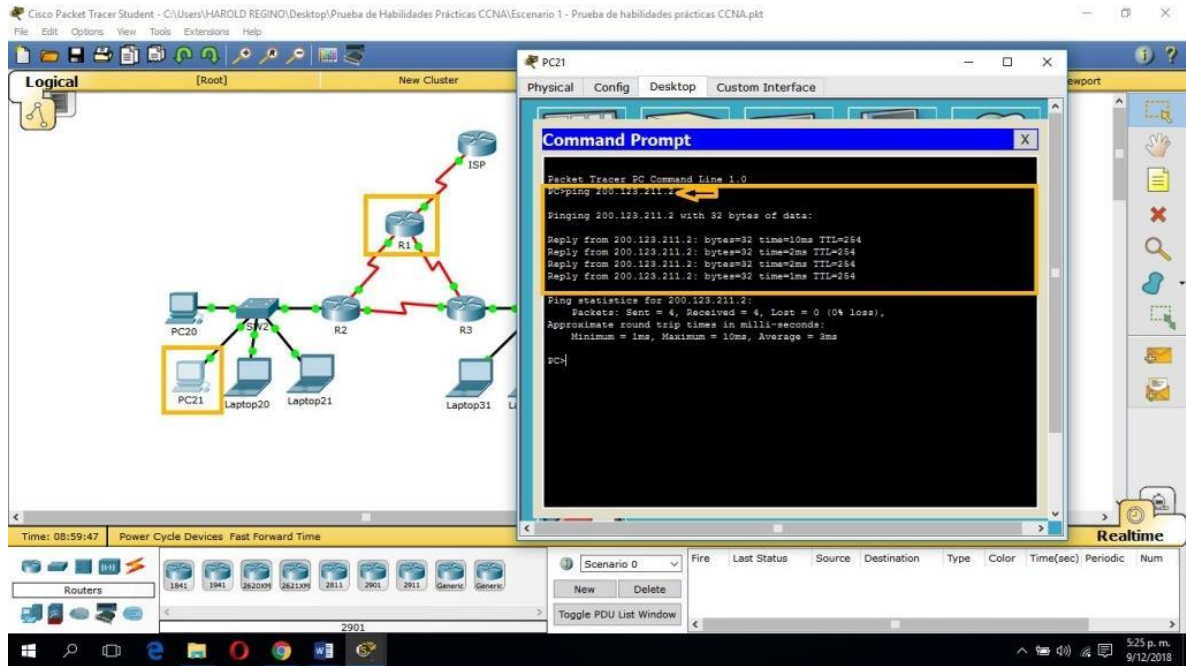 Cisco Packet Tracer Student - C:\Users\HAROLD REGINO\Desktop\Prueba de Habilidades Prácticas CCNA\Escenario 1 - Prueba de habilidades prácticas CCNA.pkt
File Edit Options View Tools Extensions Help
Logical [Root] New Cluster
ISP
R1
PC20 SW2 R2 R3
PC21 Laptop20 Laptop21 Laptop31
PC21
Physical Config Desktop Custom Interface
Command Prompt X
Packet Tracer PC Command Line 1.0
PC>ping 200.123.211.2
Pinging 200.123.211.2 with 32 bytes of data:
Reply from 200.123.211.2: bytes=32 time=10ms TTL=254
Reply from 200.123.211.2: bytes=32 time=2ms TTL=254
Reply from 200.123.211.2: bytes=32 time=2ms TTL=254
Reply from 200.123.211.2: bytes=32 time=1ms TTL=254
Ping statistics for 200.123.211.2:
Packets: Sent = 4, Received = 4, Lost = 0 (0% loss),
Approximate round trip times in milli-seconds:
Minimum = 1ms, Maximum = 10ms, Average = 3ms
PC>
Time: 08:59:47 Power Cycle Devices Fast Forward Time Realtime
Routers
1841 1941 2620XM 2621XM 2811 2901 2911 Generic Generic
2901
Scenario 0
New Delete
Toggle PDU List Window
Fire Last Status Source Destination Type Color Time(sec) Periodic Num
5:25 p. m.
9/12/2018